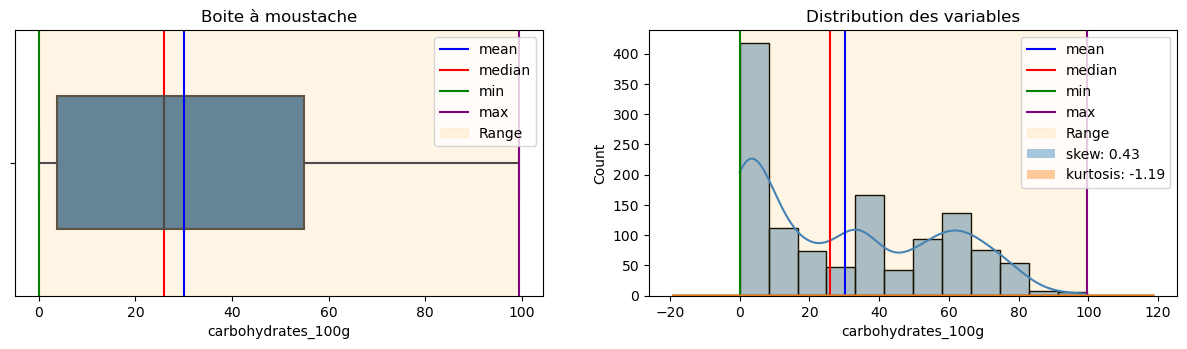 Boite à moustache
mean
median
min
max
Range
0 20 40 60 80 100
carbohydrates_100g
Distribution des variables
mean
median
min
max
Range
skew: 0.43
kurtosis: -1.19
400
350
300
250
200
150
100
50
0
Count
−20 0 20 40 60 80 100 120
carbohydrates_100g